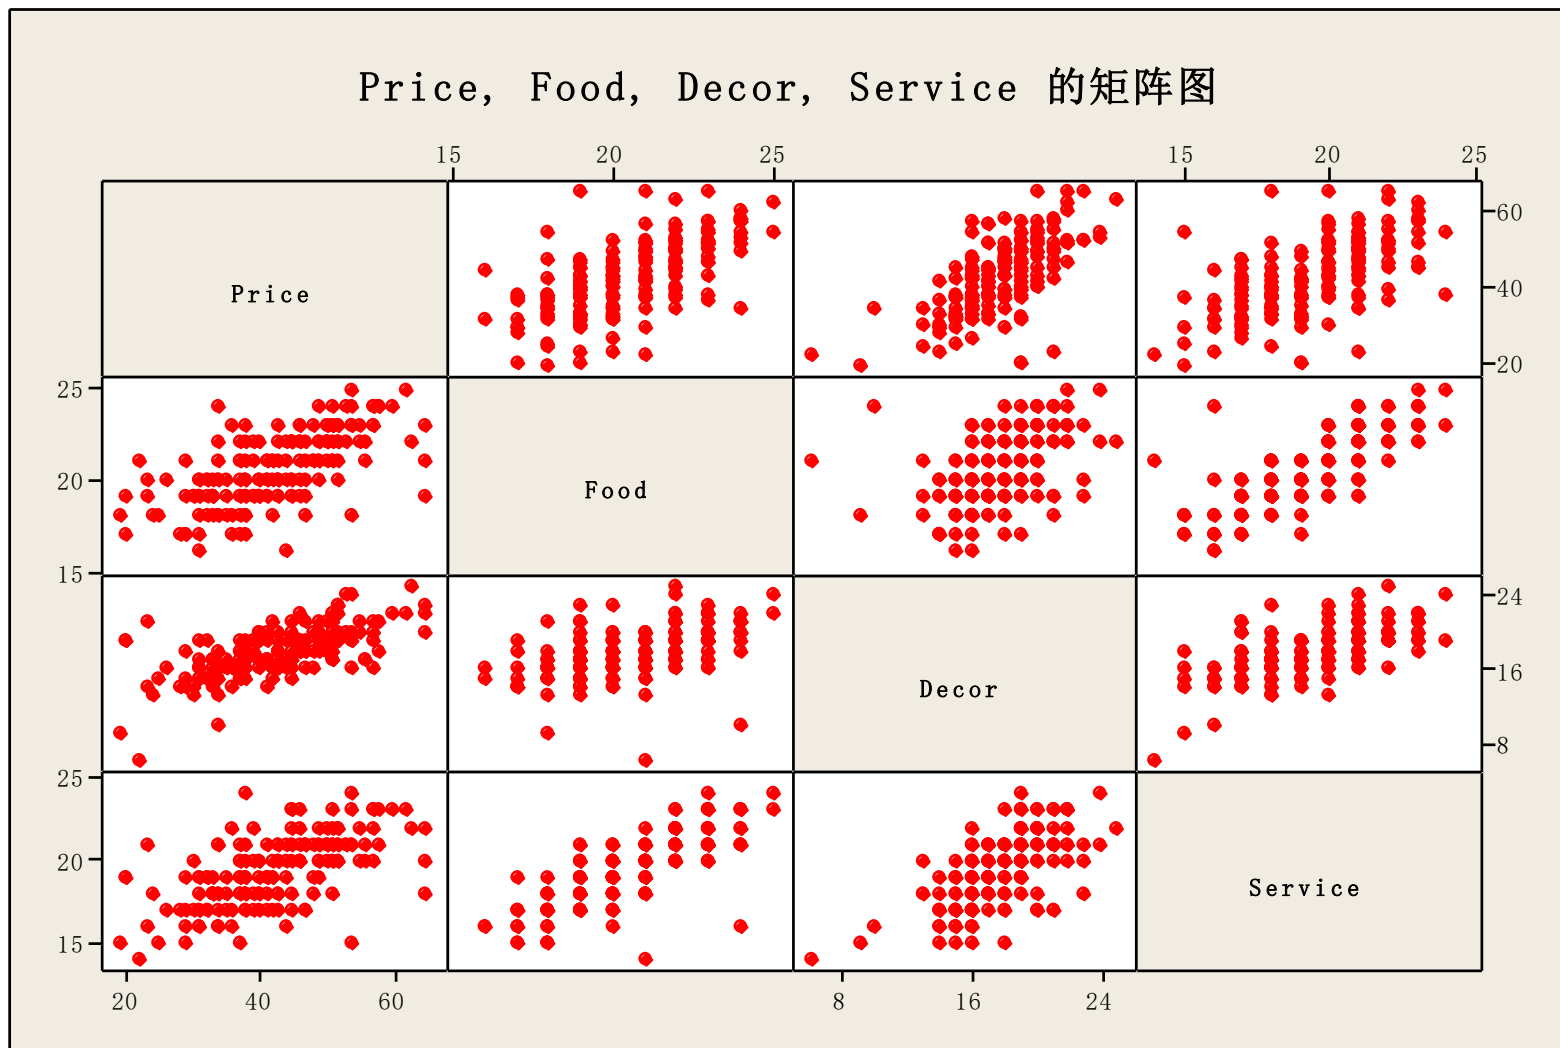 Price, Food, Decor, Service 的矩阵图
15 20 25 15 20 25
Price
60
40
20
25
20
15
Food
Decor
24
16
8
25
20
15
Service
20 40 60 8 16 24